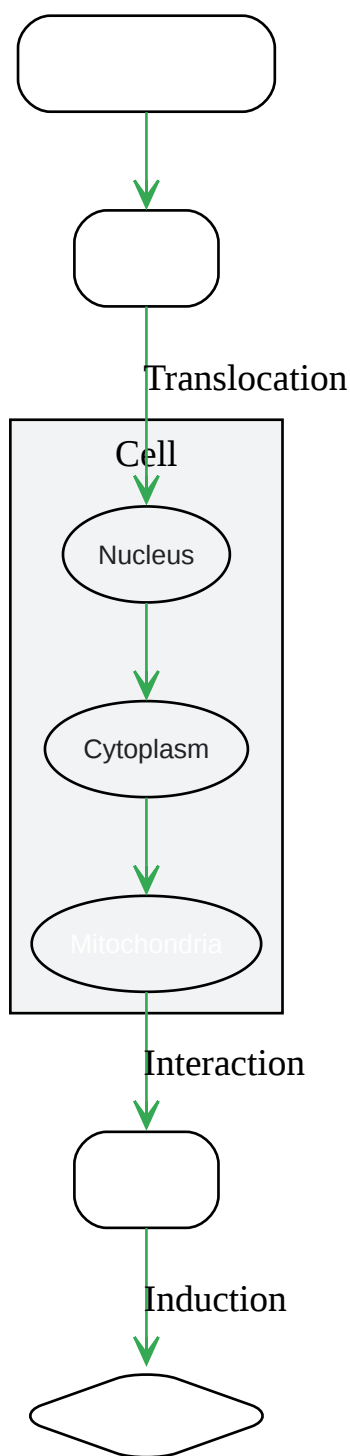 Translocation
Cell
Nucleus
Cytoplasm
Mitochondria
Interaction
Induction